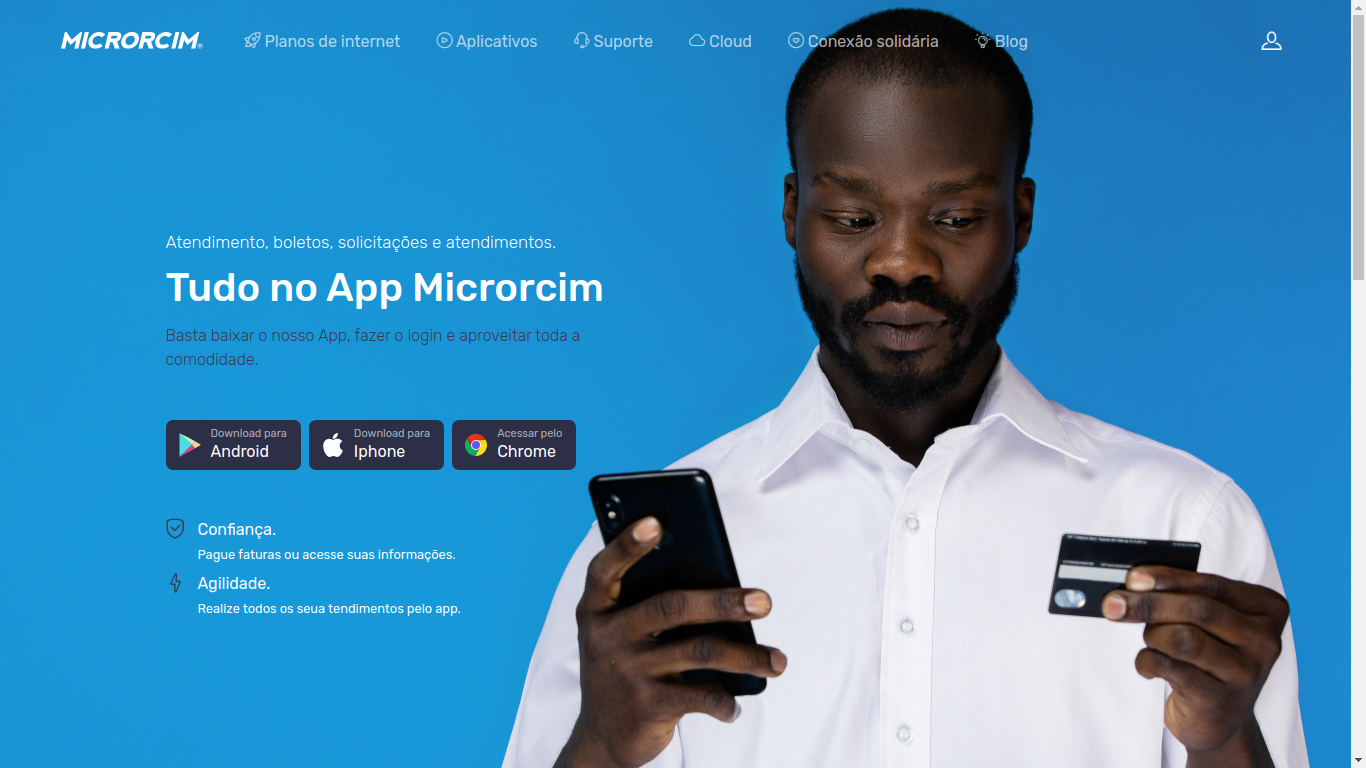 MICRORCIM
Planos de internet
Aplicativos
Suporte
Cloud
Conexão solidária
Blog
Atendimento, boletos, solicitações e atendimentos.
Tudo no App Microrcim
Basta baixar o nosso App, fazer o login e aproveitar toda a
comodidade.
Download para
Android
Download para
Iphone
Acessar pelo
Chrome
Confiança.
Pague faturas ou acesse suas informações.
Agilidade.
Realize todos os seua tendimentos pelo app.